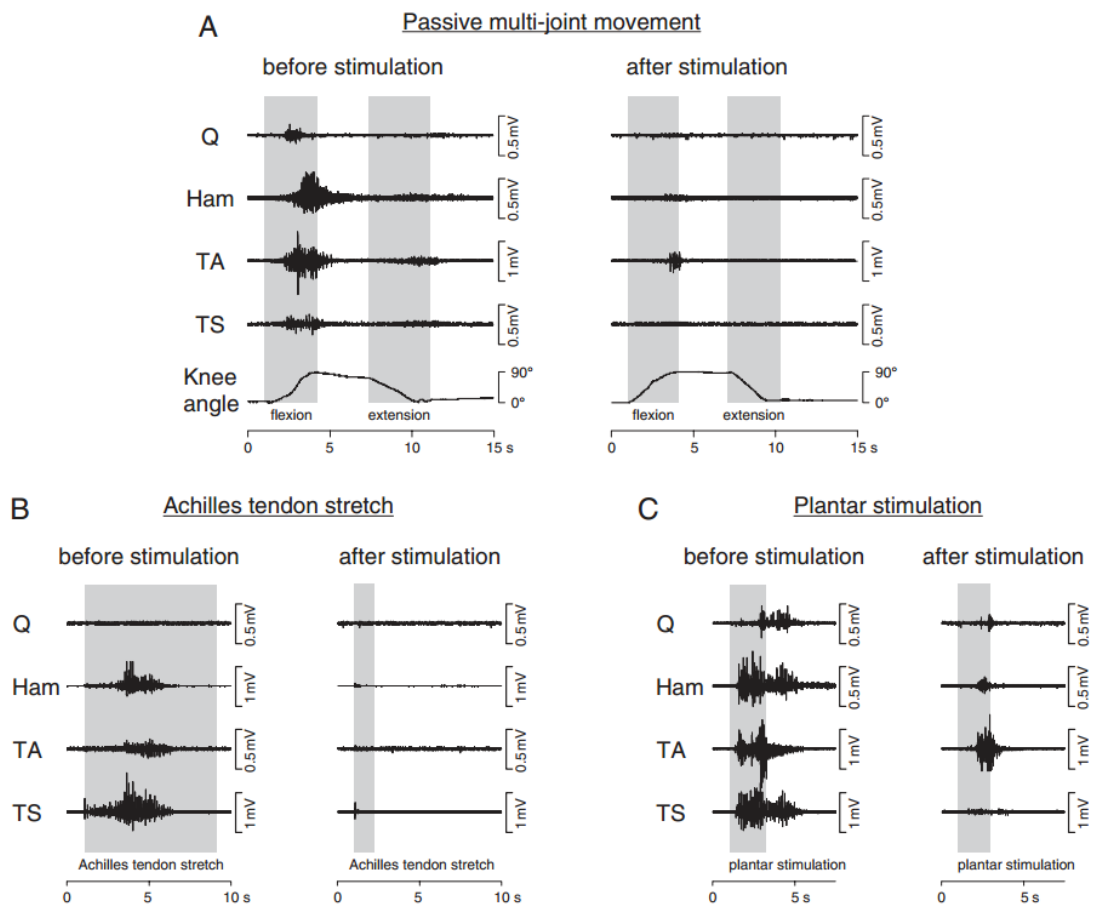 A
Passive multi-joint movement
before stimulation
after stimulation
Q
0.5mV
0.5mV
Ham
0.5mV
0.5mV
TA
1mV
1mV
TS
0.5mV
0.5mV
Knee
angle
90°
0°
90°
0°
flexion
extension
flexion
extension
0 5 10 15 s
0 5 10 15 s
B
Achilles tendon stretch
before stimulation
after stimulation
Q
0.5mV
0.5mV
Ham
1mV
1mV
TA
0.5mV
0.5mV
TS
1mV
1mV
Achilles tendon stretch
Achilles tendon stretch
0 5 10 s
0 5 10 s
C
Plantar stimulation
before stimulation
after stimulation
Q
0.5mV
0.5mV
Ham
0.5mV
0.5mV
TA
1mV
1mV
TS
1mV
1mV
plantar stimulation
plantar stimulation
0 5 s
0 5 s